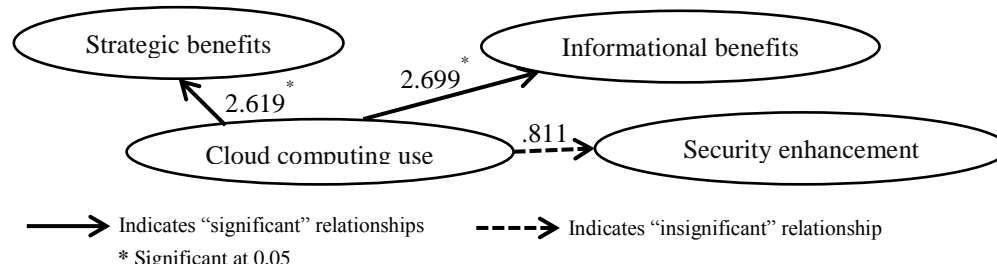 Strategic benefits
Informational benefits
2.619*
2.699*
.811
Cloud computing use
Security enhancement
Indicates “significant” relationships
Indicates “insignificant” relationship
* Significant at 0.05